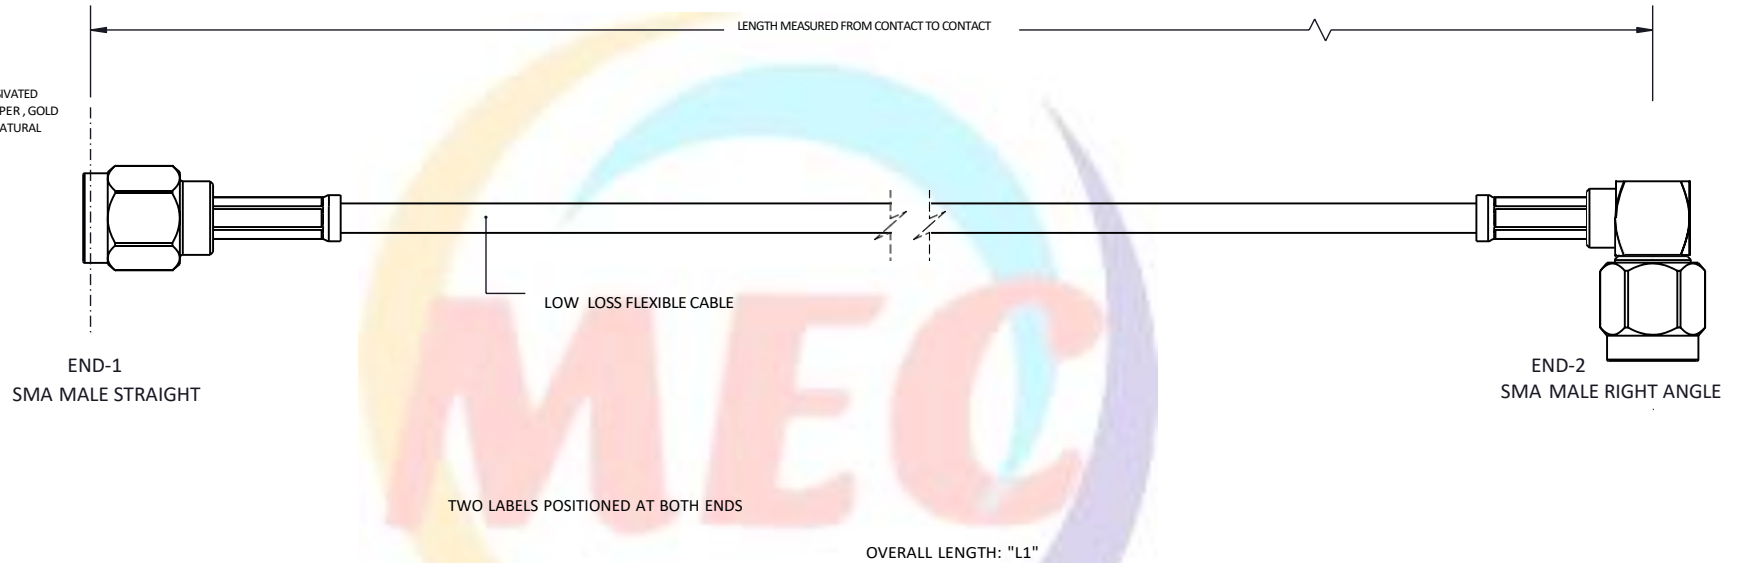 LENGTH MEASURED FROM CONTACT TO CONTACT
GOLD
LOW LOSS FLEXIBLE CABLE
END-1
SMA MALE STRAIGHT
END-2
SMA MALE RIGHT ANGLE
MEC
TWO LABELS POSITIONED AT BOTH ENDS
OVERALL LENGTH: "L1"